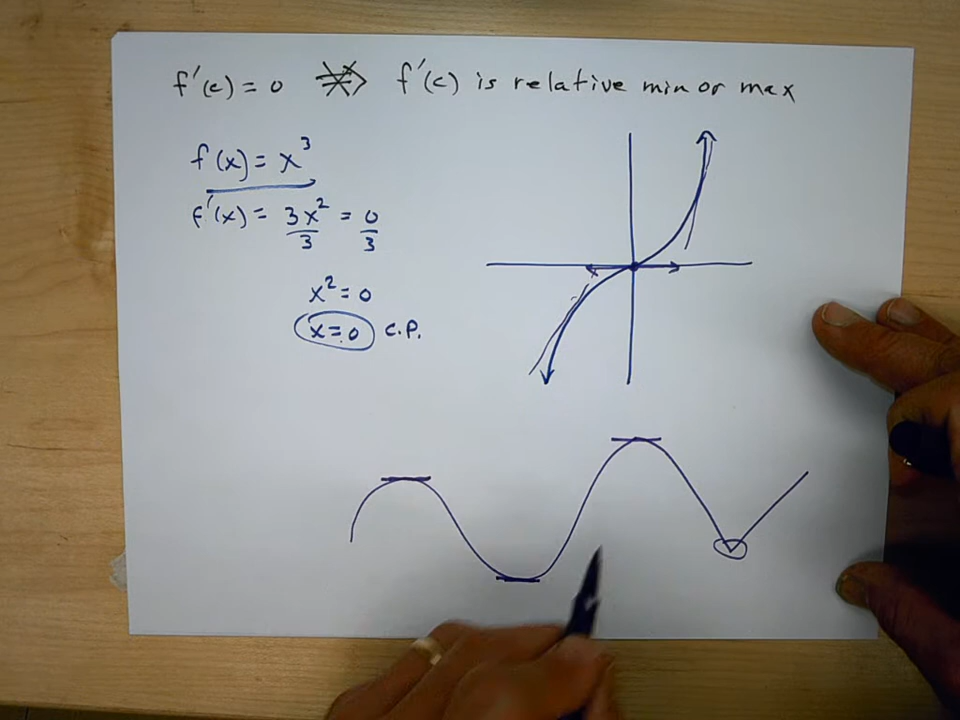 f'(c) = 0 ⇏ f'(c) is relative min or max
f(x) = x³
f'(x) = 3x²/3 = 0/3
x² = 0
x = 0 C.P.